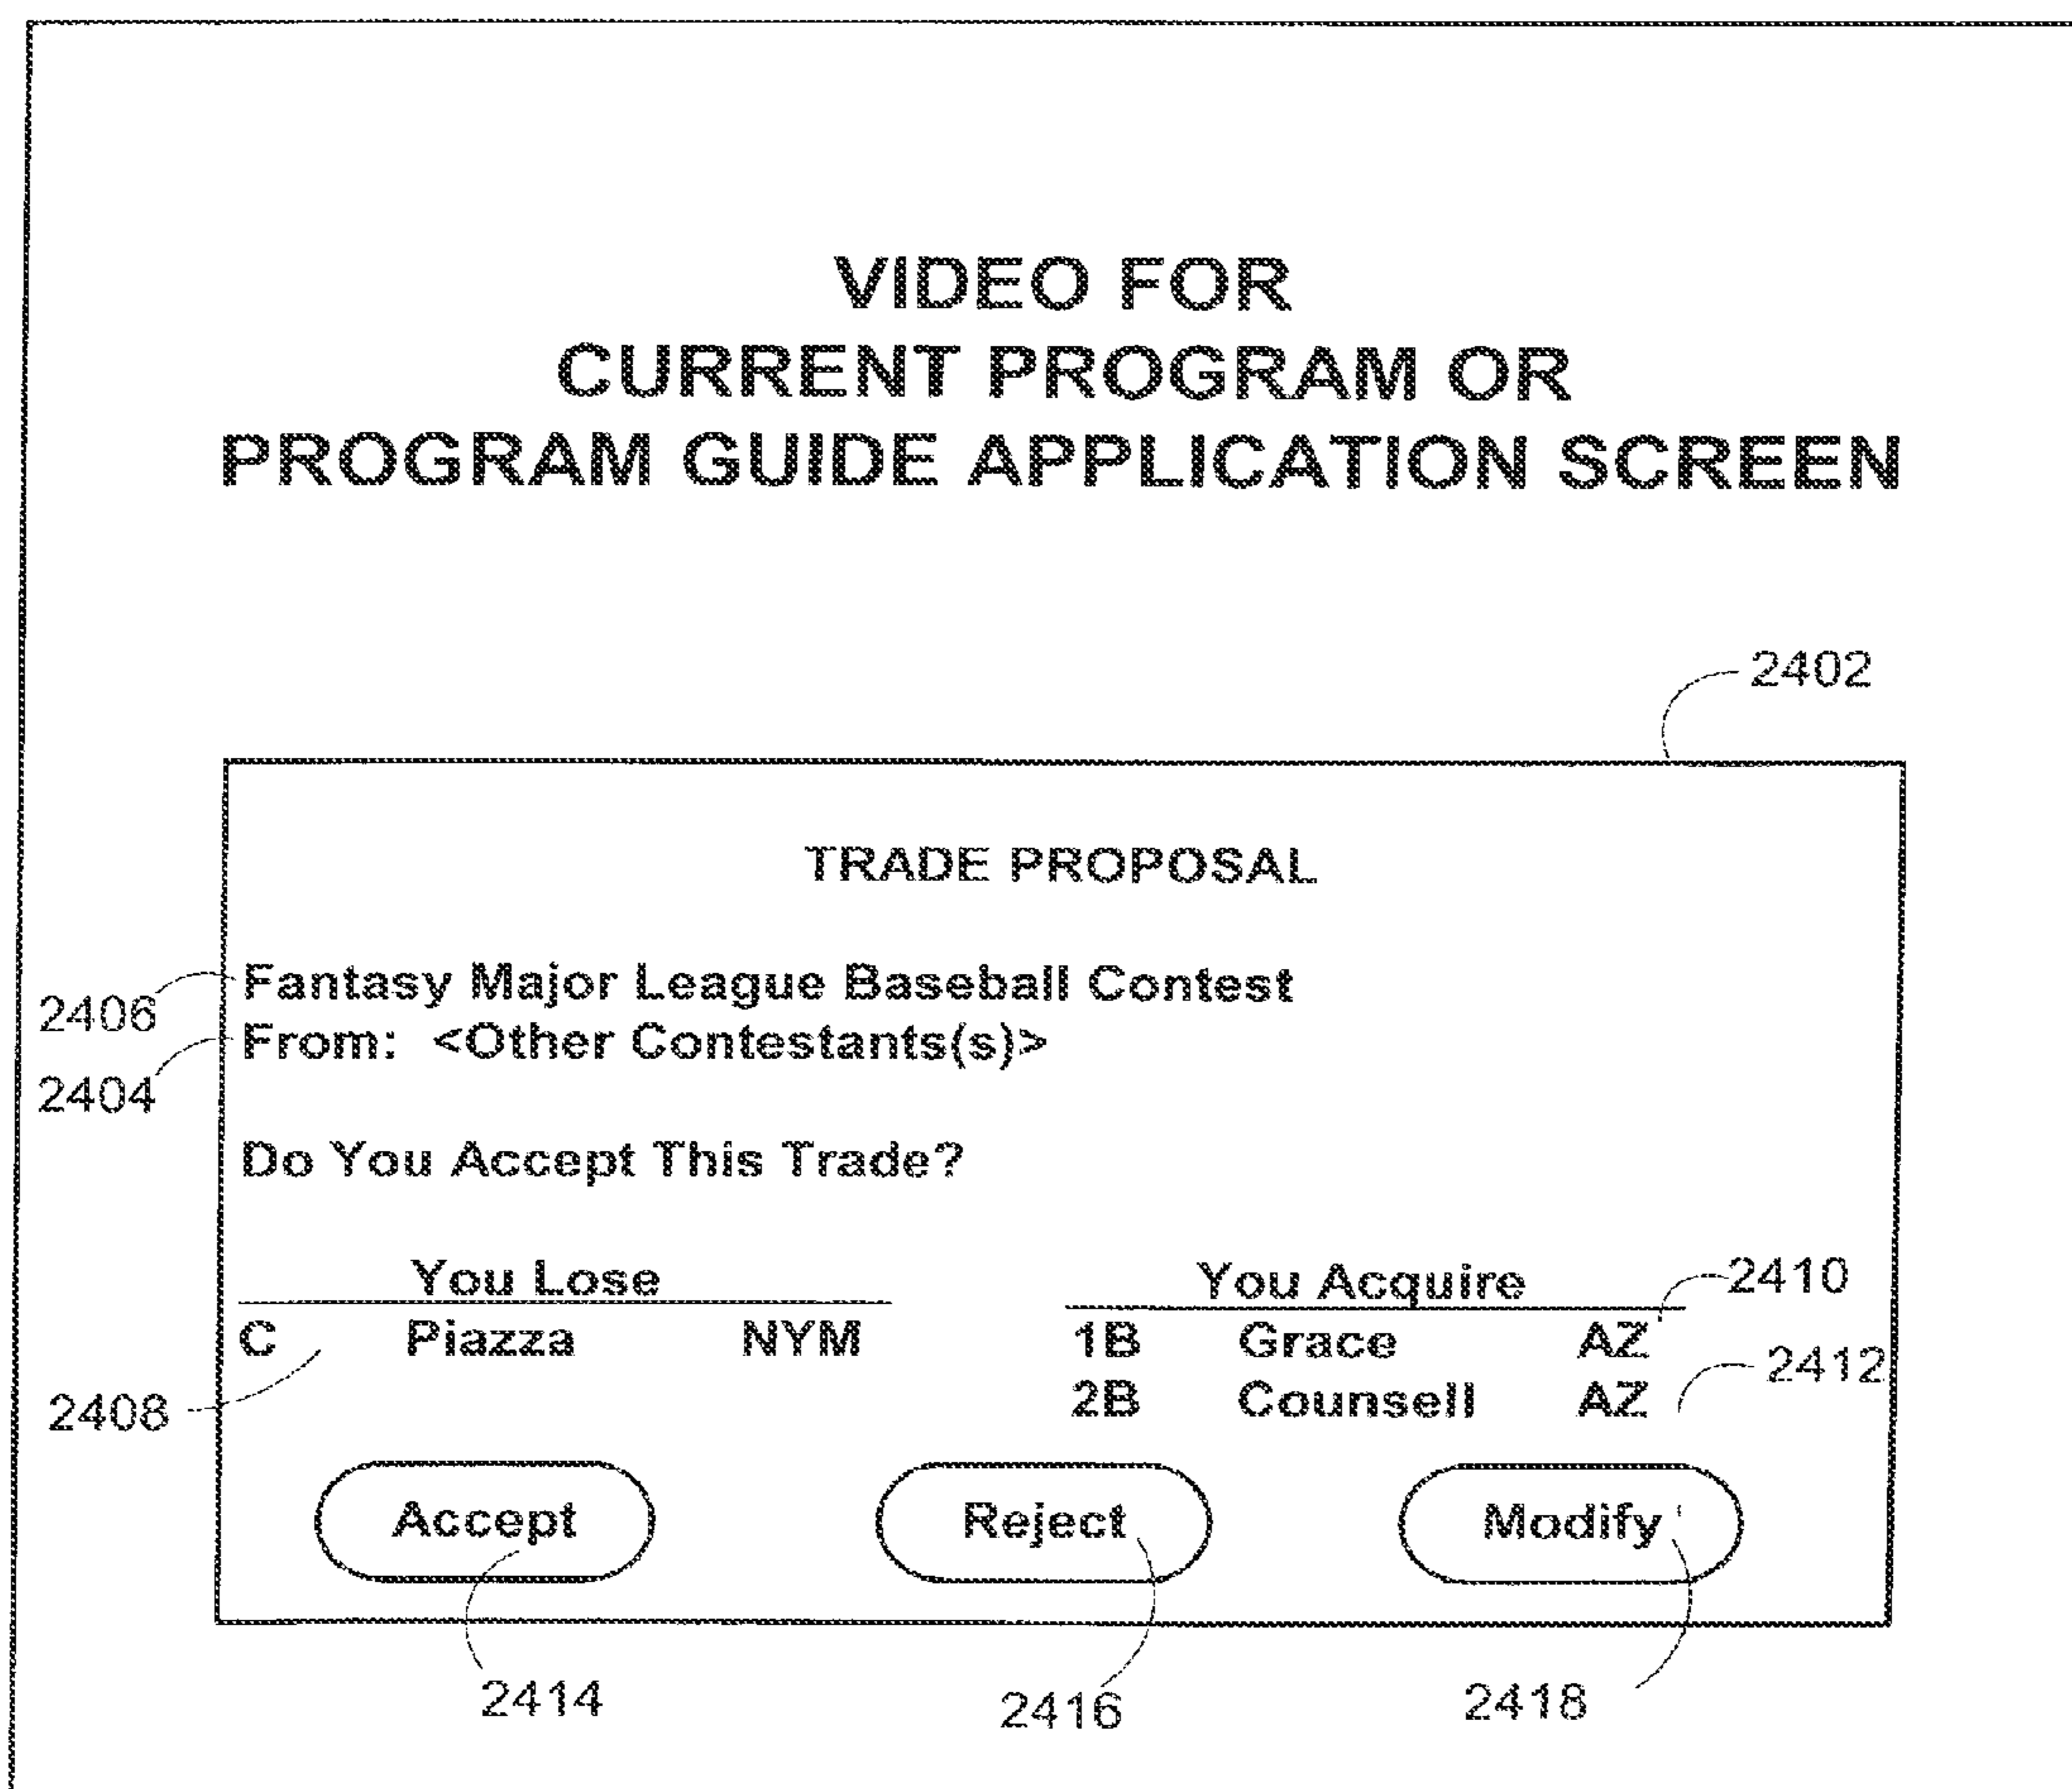 VIDEO FOR
CURRENT PROGRAM OR
PROGRAM GUIDE APPLICATION SCREEN
2402
TRADE PROPOSAL
2406 Fantasy Major League Baseball Contest
2404 From: <Other Contestants(s)>
Do You Accept This Trade?
You Lose You Acquire 2410
C Piazza NYM 1B Grace AZ
2412
2408 2B Counsell AZ
Accept Reject Modify
2414 2416 2418